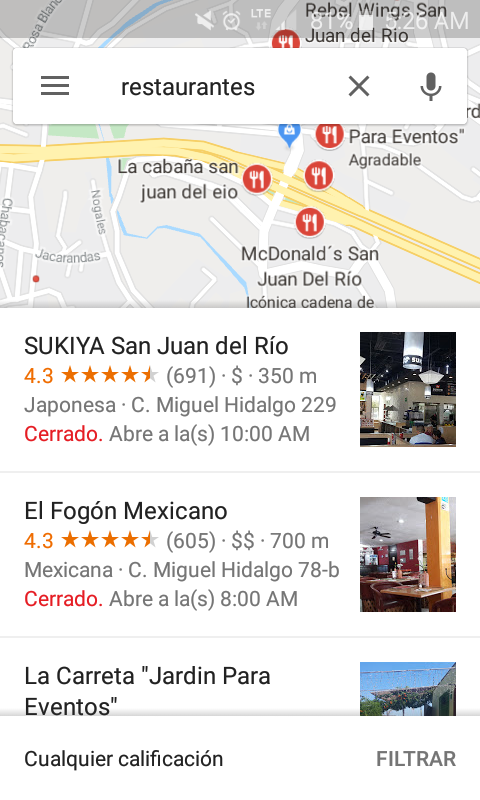 LTE 81% 5:26 AM
Rebel Wings San
Juan del Río
Rosa Blan
restaurantes
Para Eventos"
Agradable
La cabaña san
juan del eio
Nogales
Chabacanos
Jacarandas
McDonald´s San
Juan Del Río
Icónica cadena de
SUKIYA San Juan del Río
4.3 (691) · $ · 350 m
Japonesa · C. Miguel Hidalgo 229
Cerrado. Abre a la(s) 10:00 AM
El Fogón Mexicano
4.3 (605) · $$ · 700 m
Mexicana · C. Miguel Hidalgo 78-b
Cerrado. Abre a la(s) 8:00 AM
La Carreta "Jardin Para
Eventos"
Cualquier calificación
FILTRAR